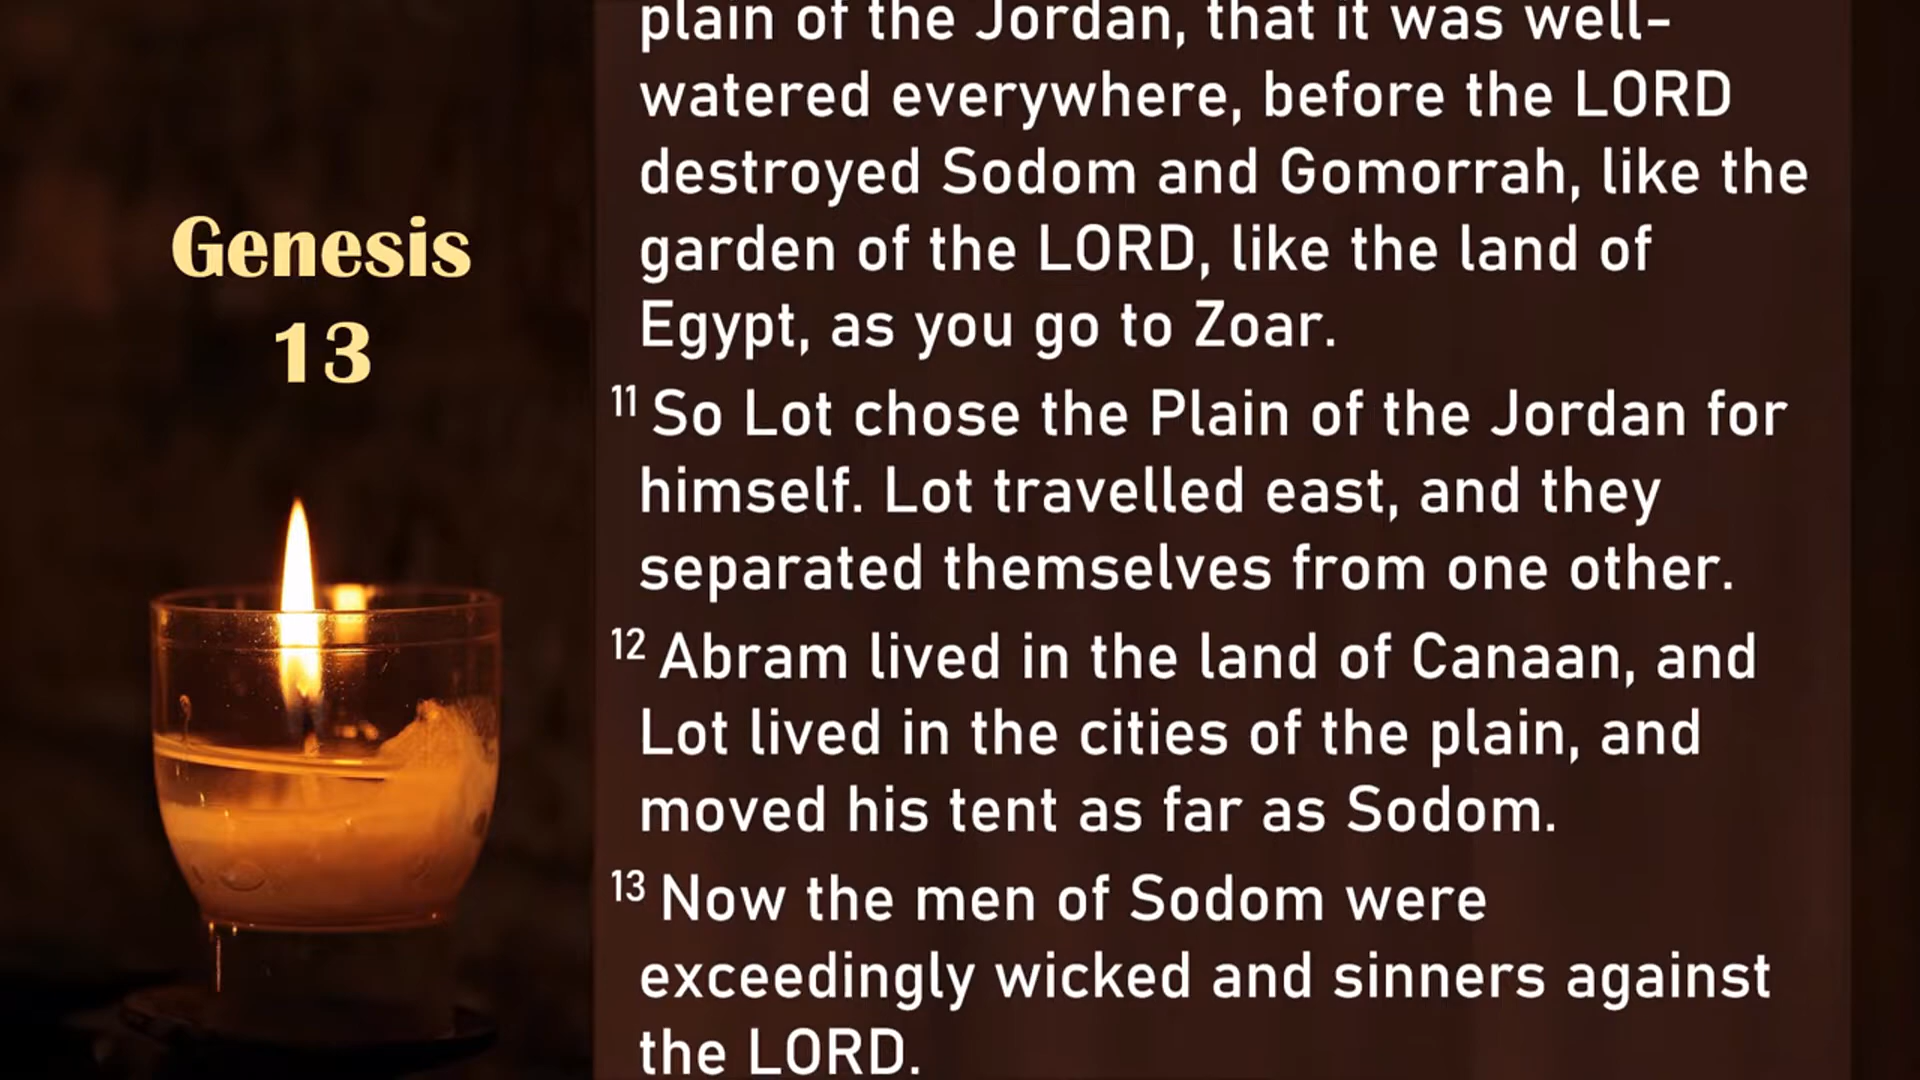 Genesis
13
plain of the Jordan, that it was well-
watered everywhere, before the LORD
destroyed Sodom and Gomorrah, like the
garden of the LORD, like the land of
Egypt, as you go to Zoar.
11 So Lot chose the Plain of the Jordan for
himself. Lot travelled east, and they
separated themselves from one other.
12 Abram lived in the land of Canaan, and
Lot lived in the cities of the plain, and
moved his tent as far as Sodom.
13 Now the men of Sodom were
exceedingly wicked and sinners against
the LORD.